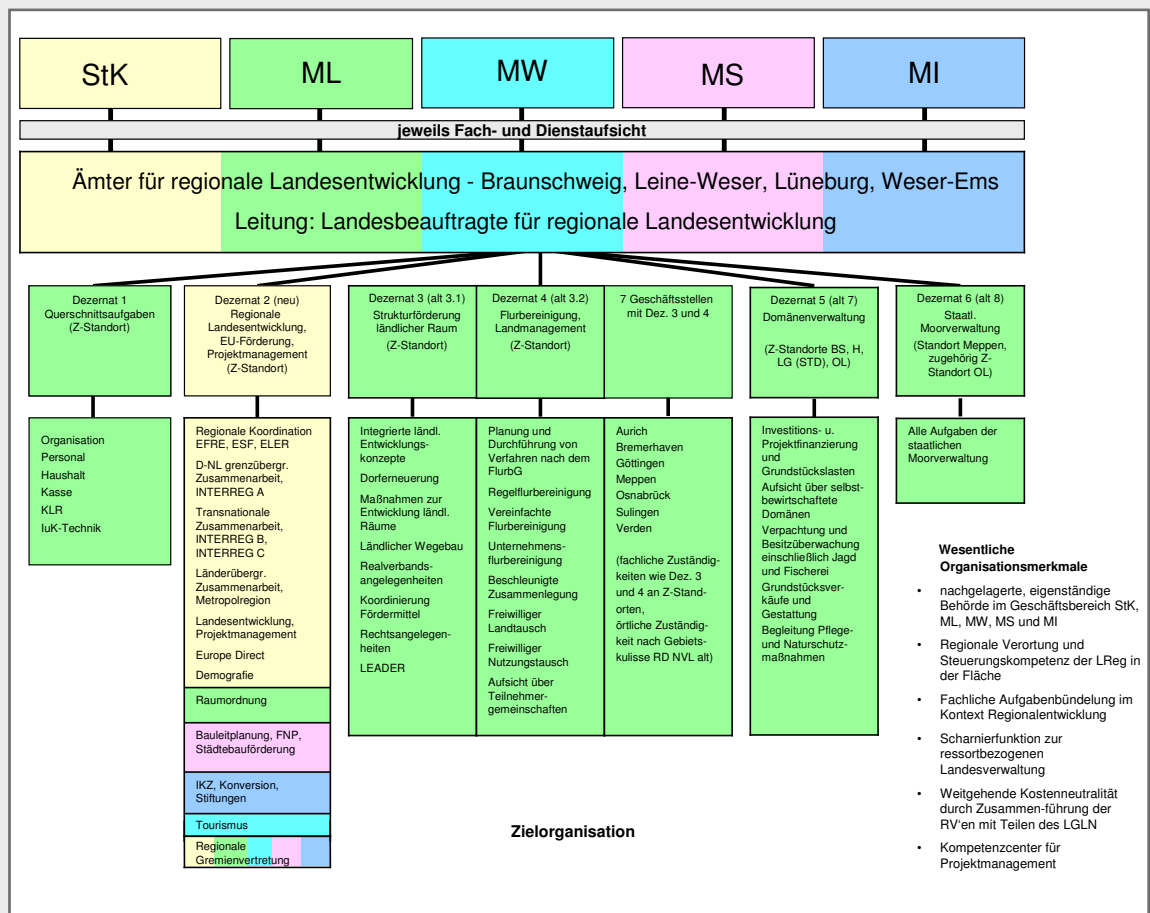 StK
ML
MW
MS
MI
jeweils Fach- und Dienstaufsicht
Ämter für regionale Landesentwicklung - Braunschweig, Leine-Weser, Lüneburg, Weser-Ems
Leitung: Landesbeauftragte für regionale Landesentwicklung
Dezernat 1
Querschnittsaufgaben
(Z-Standort)
Dezernat 2 (neu)
Regionale
Landesentwicklung,
EU-Förderung,
Projektmanagement
(Z-Standort)
Dezernat 3 (alt 3.1)
Strukturförderung
ländlicher Raum
(Z-Standort)
Dezernat 4 (alt 3.2)
Flurbereinigung,
Landmanagement
(Z-Standort)
7 Geschäftsstellen
mit Dez. 3 und 4
Dezernat 5 (alt 7)
Domänenverwaltung
(Z-Standorte BS, H,
LG (STD), OL)
Dezernat 6 (alt 8)
Staatl.
Moorverwaltung
(Standort Meppen,
zugehörig Z-
Standort OL)
Organisation
Personal
Haushalt
Kasse
KLR
IuK-Technik
Regionale Koordination
EFRE, ESF, ELER
D-NL grenzübergr.
Zusammenarbeit,
INTERREG A
Transnationale
Zusammenarbeit,
INTERREG B,
INTERREG C
Länderübergr.
Zusammenarbeit,
Metropolregion
Landesentwicklung,
Projektmanagement
Europe Direct
Demografie
Raumordnung
Bauleitplanung, FNP,
Städtebauförderung
IKZ, Konversion,
Stiftungen
Tourismus
Regionale
Gremienvertretung
Integrierte ländl.
Entwicklungs-
konzepte
Dorferneuerung
Maßnahmen zur
Entwicklung ländl.
Räume
Ländlicher Wegebau
Realverbands-
angelegenheiten
Koordinierung
Fördermittel
Rechtsangelegen-
heiten
LEADER
Planung und
Durchführung von
Verfahren nach dem
FlurbG
Regelflurbereinigung
Vereinfachte
Flurbereinigung
Unternehmens-
flurbereinigung
Beschleunigte
Zusammenlegung
Freiwilliger
Landtausch
Freiwilliger
Nutzungstausch
Aufsicht über
Teilnehmer-
gemeinschaften
Aurich
Bremerhaven
Göttingen
Meppen
Osnabrück
Sulingen
Verden
(fachliche Zuständig-
keiten wie Dez. 3
und 4 an Z-Stand-
orten,
örtliche Zuständig-
keit nach Gebiets-
kulisse RD NVL alt)
Investitions- u.
Projektfinanzierung
und
Grundstückslasten
Aufsicht über selbst-
bewirtschaftete
Domänen
Verpachtung und
Besitzüberwachung
einschließlich Jagd
und Fischerei
Grundstücksver-
käufe und
Gestattung
Begleitung Pflege-
und Naturschutz-
maßnahmen
Alle Aufgaben der
staatlichen
Moorverwaltung
Wesentliche
Organisationsmerkmale
• nachgelagerte, eigenständige
Behörde im Geschäftsbereich StK,
ML, MW, MS und MI
• Regionale Verortung und
Steuerungskompetenz der LReg in
der Fläche
• Fachliche Aufgabenbündelung im
Kontext Regionalentwicklung
• Scharnierfunktion zur
ressortbezogenen
Landesverwaltung
• Weitgehende Kostenneutralität
durch Zusammen-führung der
RV'en mit Teilen des LGLN
• Kompetenzcenter für
Projektmanagement
Zielorganisation